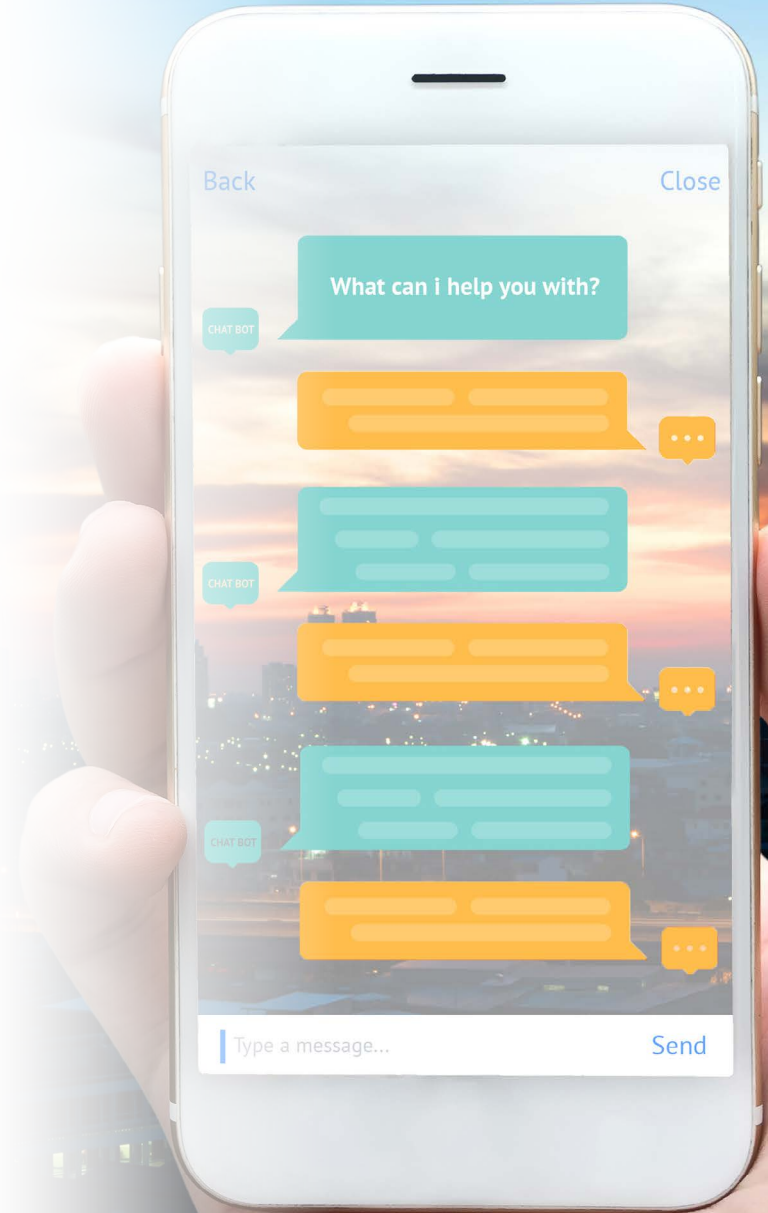 Back
Close
What can i help you with?
CHAT BOT
CHAT BOT
CHAT BOT
Type a message...
Send